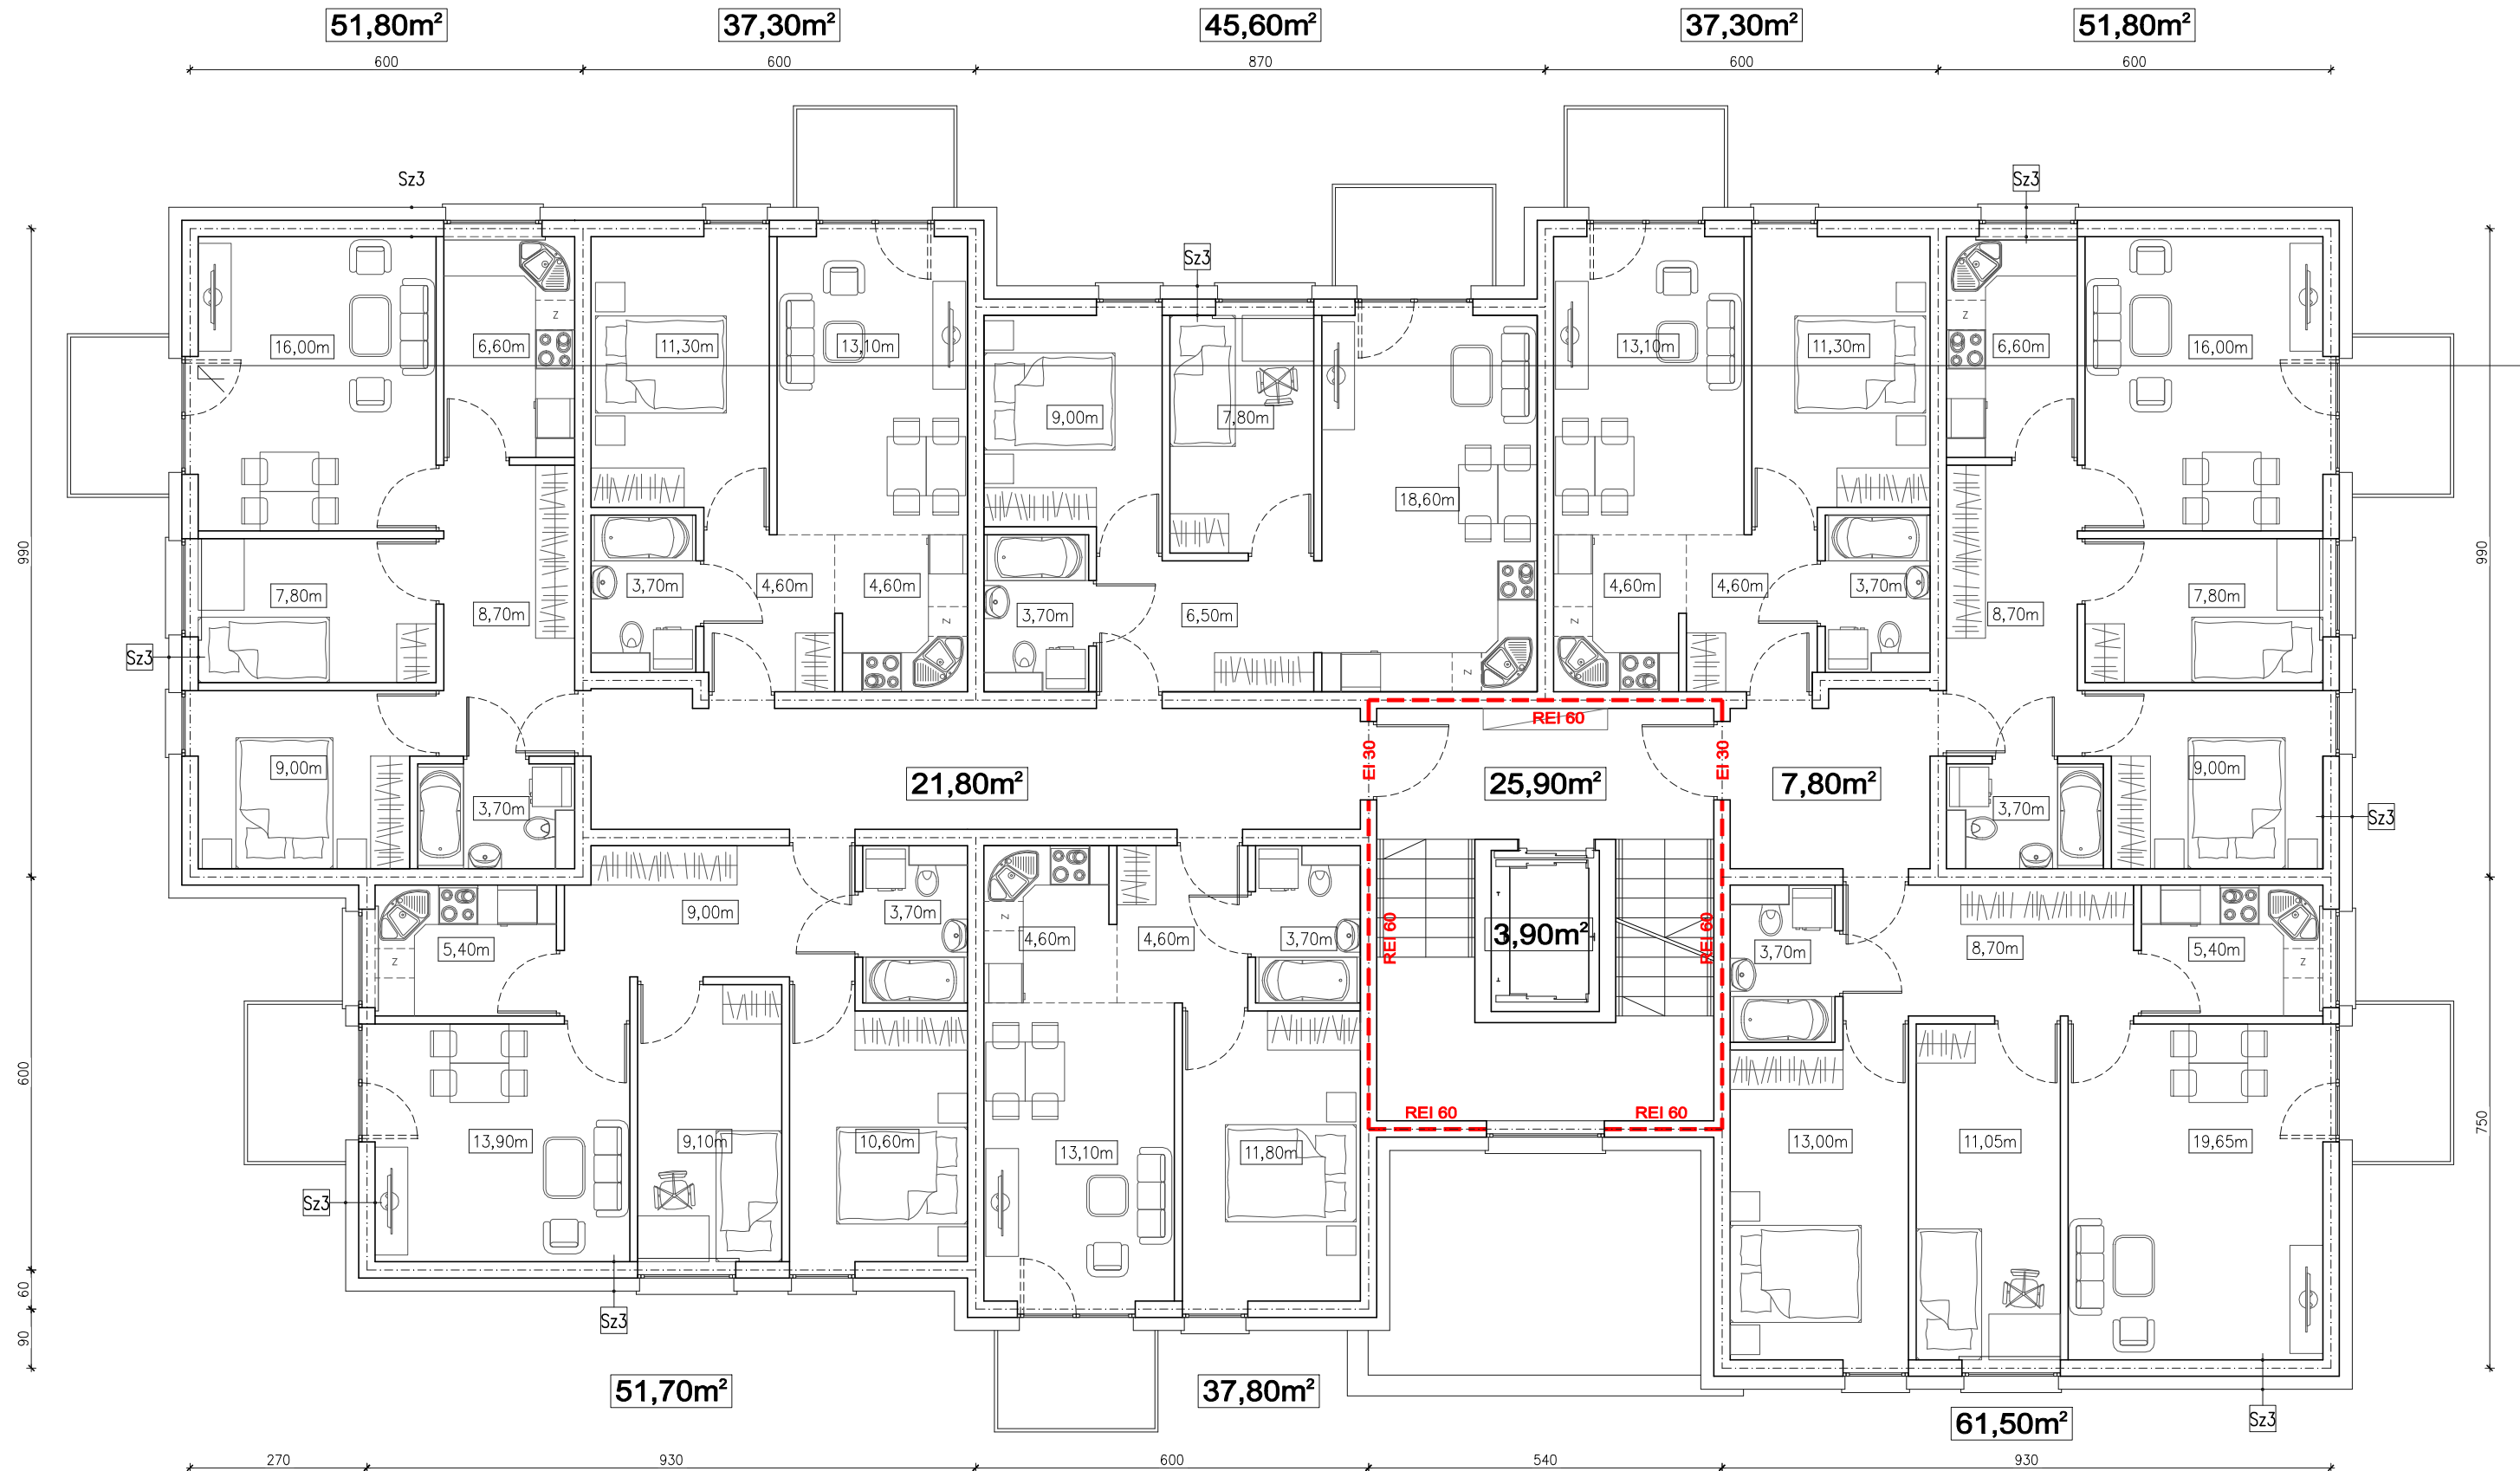 51,80m² 37,30m² 45,60m² 37,30m² 51,80m²
600 600 870 600 600
Sz3 Sz3
Sz3
Z Z
16,00m 6,60m 11,30m 13,10m 13,10m 11,30m 6,60m 16,00m
9,00m 7,80m
18,60m
990 990
7,80m 3,70m 4,60m 4,60m 4,60m 4,60m 3,70m 7,80m
8,70m 3,70m 6,50m 8,70m
Z Z
Sz3 Z
REI 60
EI 30 EI 30
9,00m 21,80m² 25,90m² 7,80m² 9,00m
3,70m 3,70m
Sz3
9,00m 3,70m Z
REI 60 3,90m² REI 60
5,40m 4,60m 4,60m 3,70m 3,70m 8,70m 5,40m
Z Z
600 750
REI 60 REI 60
13,90m 9,10m 10,60m 13,10m 11,80m 13,00m 11,05m 19,65m
Sz3
60
Sz3
90
51,70m² 37,80m²
61,50m² Sz3
270 930 600 540 930